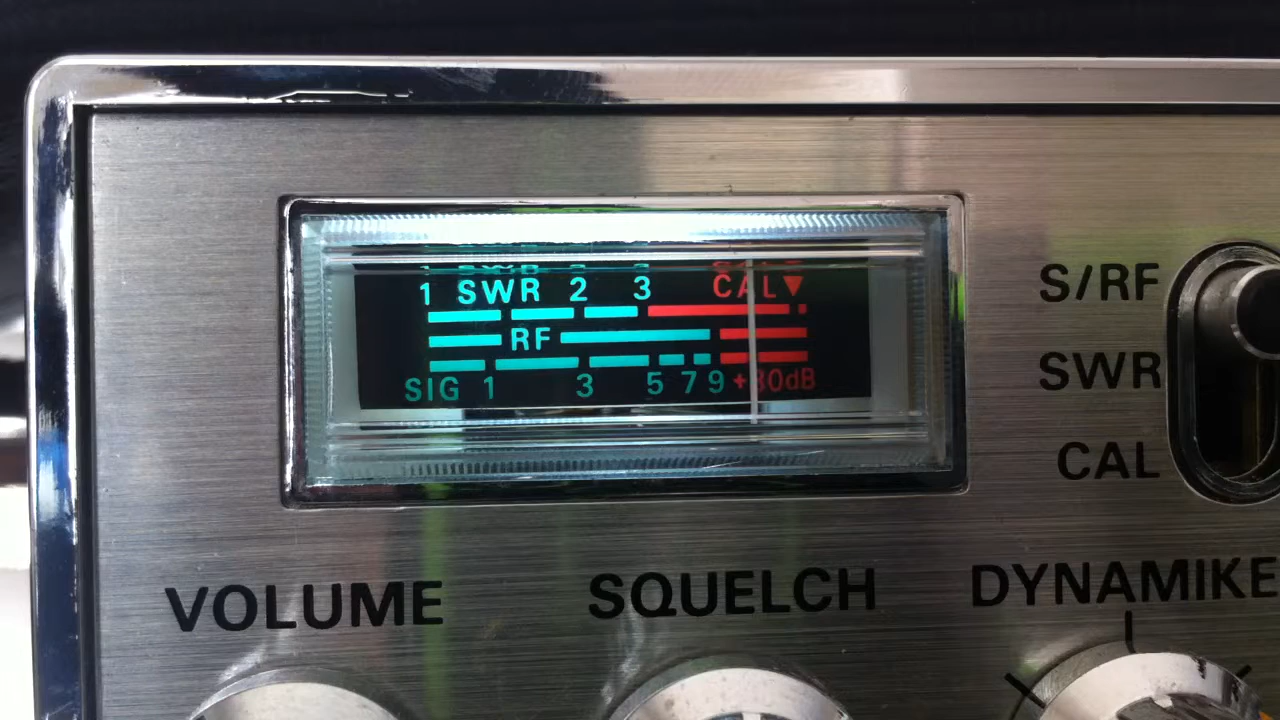 1 SWR 2 3 CAL▼
RF
SIG 1 3 5 7 9 +30dB
S/RF
SWR
CAL
VOLUME SQUELCH DYNAMIKE